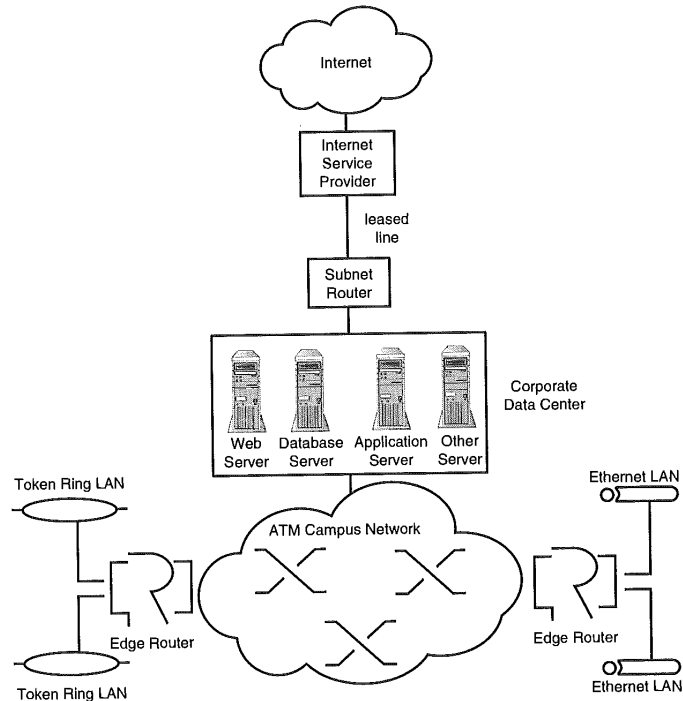 Internet
Internet
Service
Provider
leased
line
Subnet
Router
Corporate
Data Center
Web
Server
Database
Server
Application
Server
Other
Server
Token Ring LAN
Ethernet LAN
ATM Campus Network
Edge Router
Edge Router
Token Ring LAN
Ethernet LAN